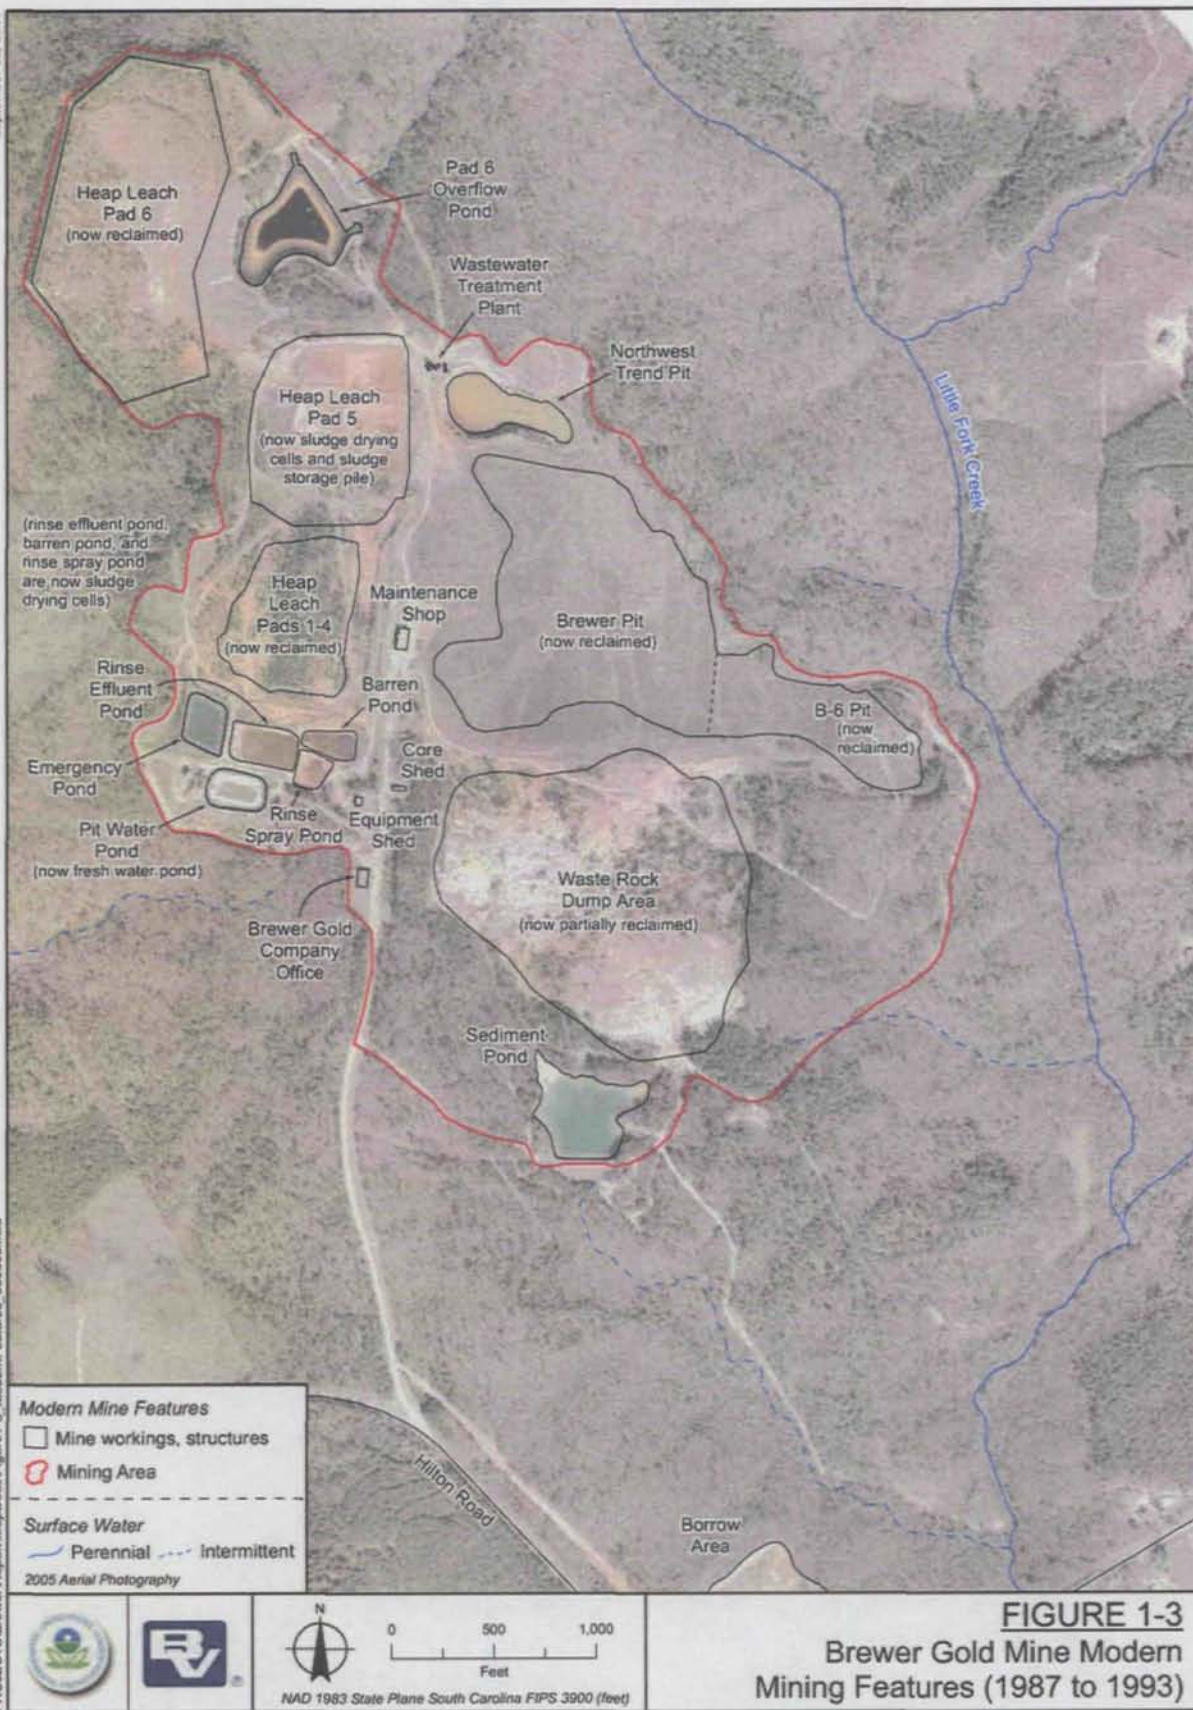 Heap Leach
Pad 6
(now reclaimed)
Pad 6
Overflow
Pond
Wastewater
Treatment
Plant
Northwest
Trend Pit
Heap Leach
Pad 5
(now sludge drying
cells and sludge
storage pile)
Little Fork Creek
(rinse effluent pond,
barren pond, and
rinse spray pond
are now sludge
drying cells)
Heap
Leach
Pads 1-4
(now reclaimed)
Maintenance
Shop
Brewer Pit
(now reclaimed)
Rinse
Effluent
Pond
Barren
Pond
B-6 Pit
(now
reclaimed)
Core
Shed
Emergency
Pond
Rinse
Spray Pond
Equipment
Shed
Pit Water
Pond
(now fresh water pond)
Waste Rock
Dump Area
(now partially reclaimed)
Brewer Gold
Company
Office
Sediment
Pond
Hilton Road
Borrow
Area
Modern Mine Features
Mine workings, structures
Mining Area
Surface Water
Perennial
Intermittent
2005 Aerial Photography
BV
®
N
0 500 1,000
Feet
NAD 1983 State Plane South Carolina FIPS 3900 (feet)
FIGURE 1-3
Brewer Gold Mine Modern
Mining Features (1987 to 1993)